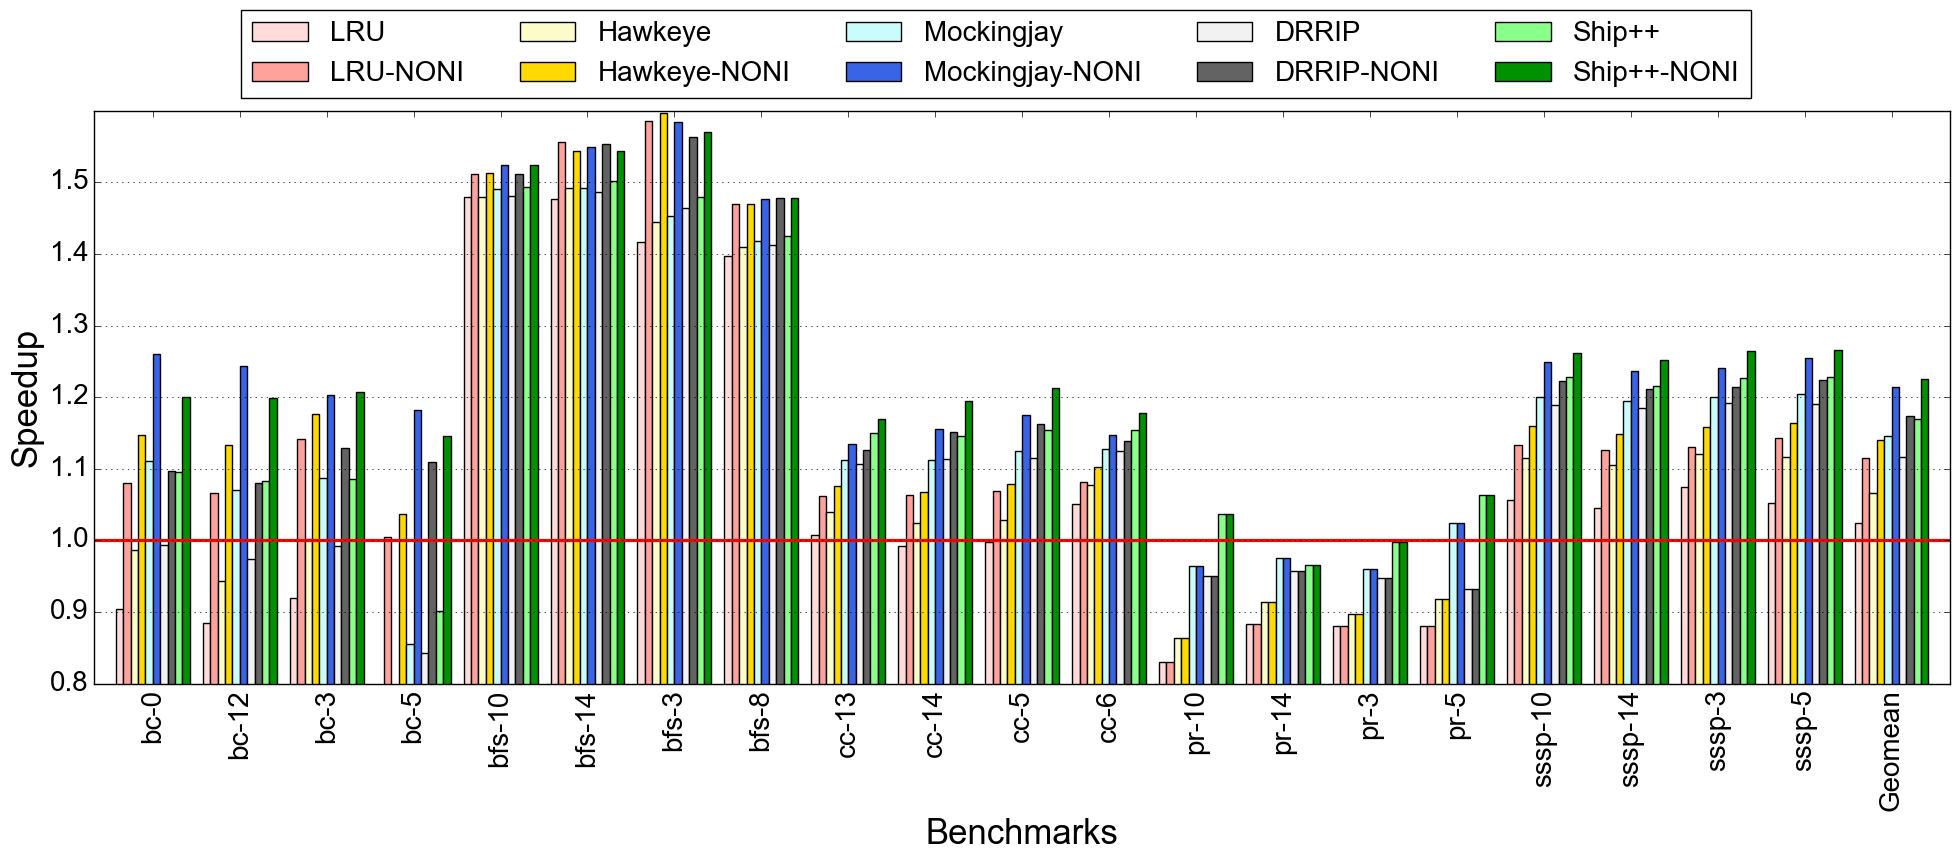 LRU Hawkeye Mockingjay DRRIP Ship++
LRU-NONI Hawkeye-NONI Mockingjay-NONI DRRIP-NONI Ship++-NONI
Speedup
1.5
1.4
1.3
1.2
1.1
1.0
0.9
0.8
bc-0 bc-12 bc-3 bc-5 bfs-10 bfs-14 bfs-3 bfs-8 cc-13 cc-14 cc-5 cc-6 pr-10 pr-14 pr-3 pr-5 sssp-10 sssp-14 sssp-3 sssp-5 Geomean
Benchmarks